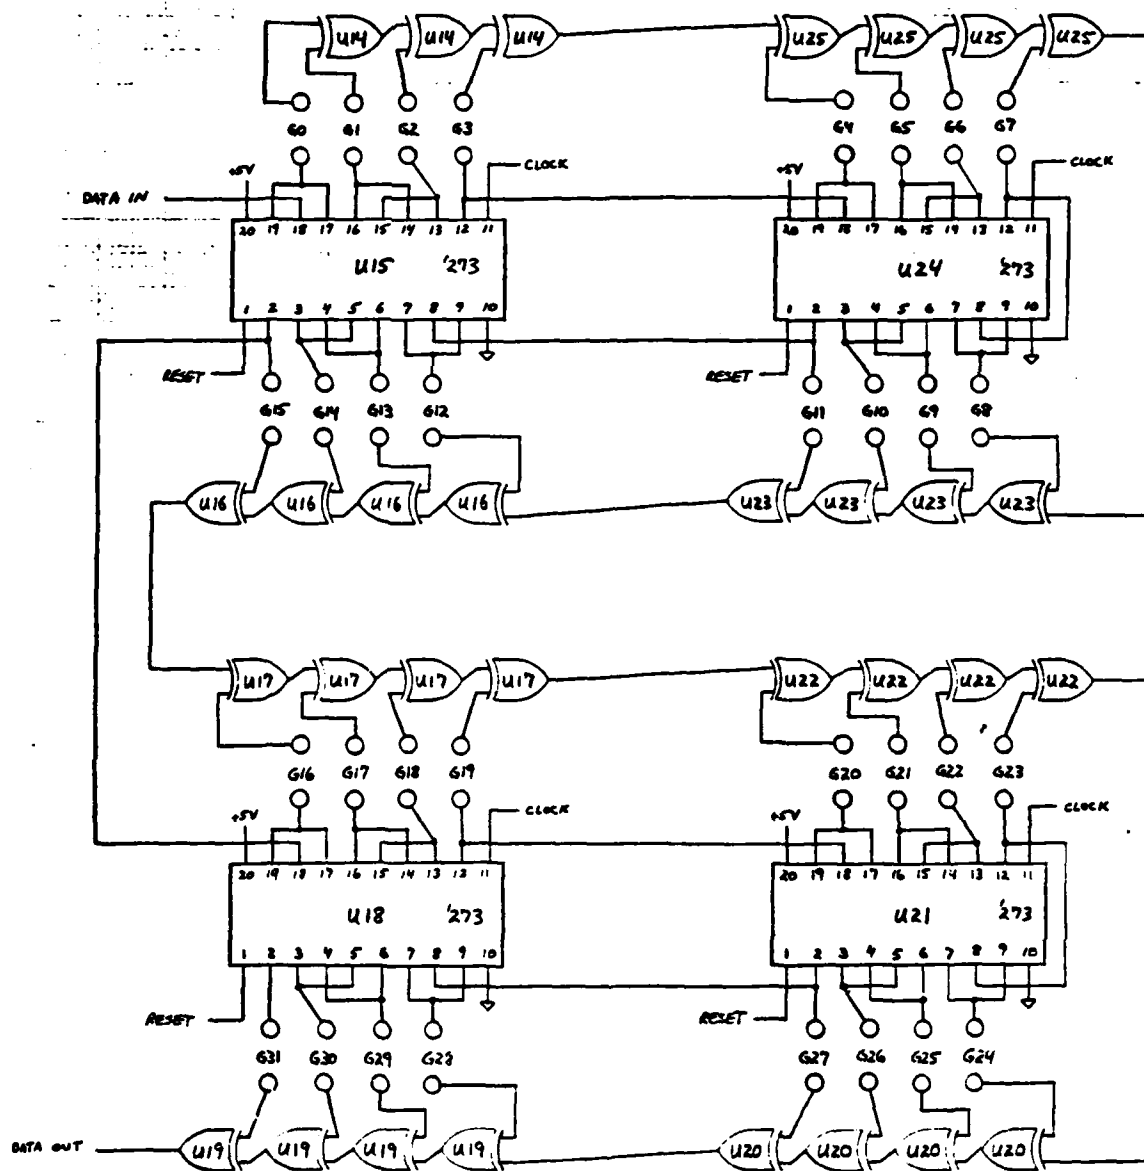 U14 U14 U14 U25 U25 U25 U25
G0 G1 G2 G3 G4 G5 G6 G7
+5V CLOCK +5V CLOCK
DATA IN
20 19 18 17 16 15 14 13 12 11 20 19 18 17 16 15 14 13 12 11
U15 '273 U24 '273
1 2 3 4 5 6 7 8 9 10 1 2 3 4 5 6 7 8 9 10
RESET RESET
G15 G14 G13 G12 G11 G10 G9 G8
U16 U16 U16 U16 U23 U23 U23 U23
U17 U17 U17 U17 U22 U22 U22 U22
G16 G17 G18 G19 G20 G21 G22 G23
+5V CLOCK +5V CLOCK
20 19 18 17 16 15 14 13 12 11 20 19 18 17 16 15 14 13 12 11
U18 '273 U21 '273
1 2 3 4 5 6 7 8 9 10 1 2 3 4 5 6 7 8 9 10
RESET RESET
G31 G30 G29 G28 G27 G26 G25 G24
DATA OUT U19 U19 U19 U19 U20 U20 U20 U20